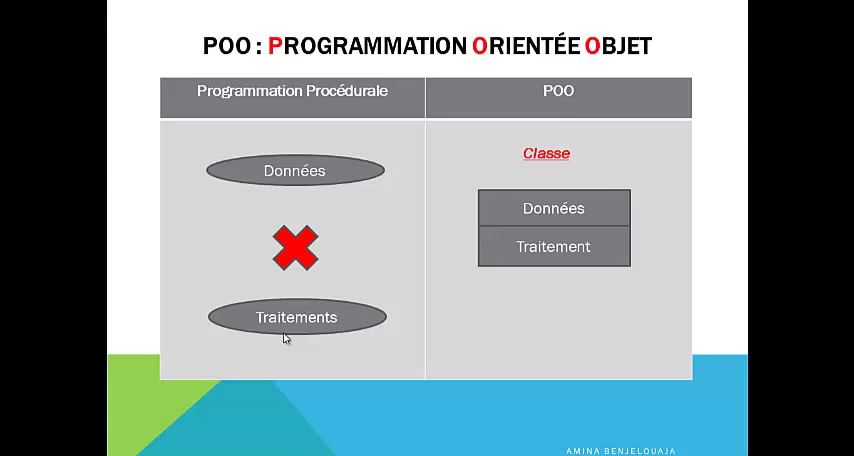 POO : PROGRAMMATION ORIENTÉE OBJET
Programmation Procédurale
POO
Données
Traitements
Classe
Données
Traitement
AMINA BENJELOUAJA